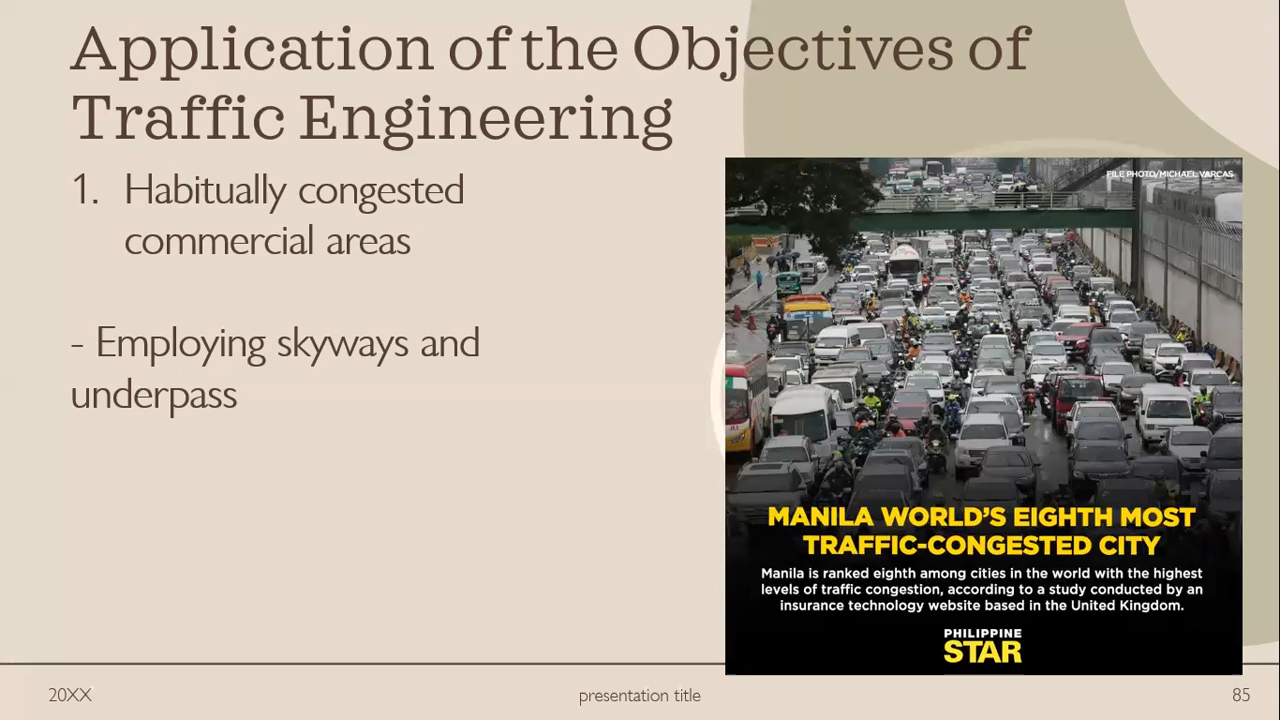 Application of the Objectives of
Traffic Engineering
1. Habitually congested
commercial areas
- Employing skyways and
underpass
FILE PHOTO/MICHAEL VARCAS
MANILA WORLD'S EIGHTH MOST
TRAFFIC-CONGESTED CITY
Manila is ranked eighth among cities in the world with the highest
levels of traffic congestion, according to a study conducted by an
insurance technology website based in the United Kingdom.
PHILIPPINE
STAR
20XX
presentation title
85